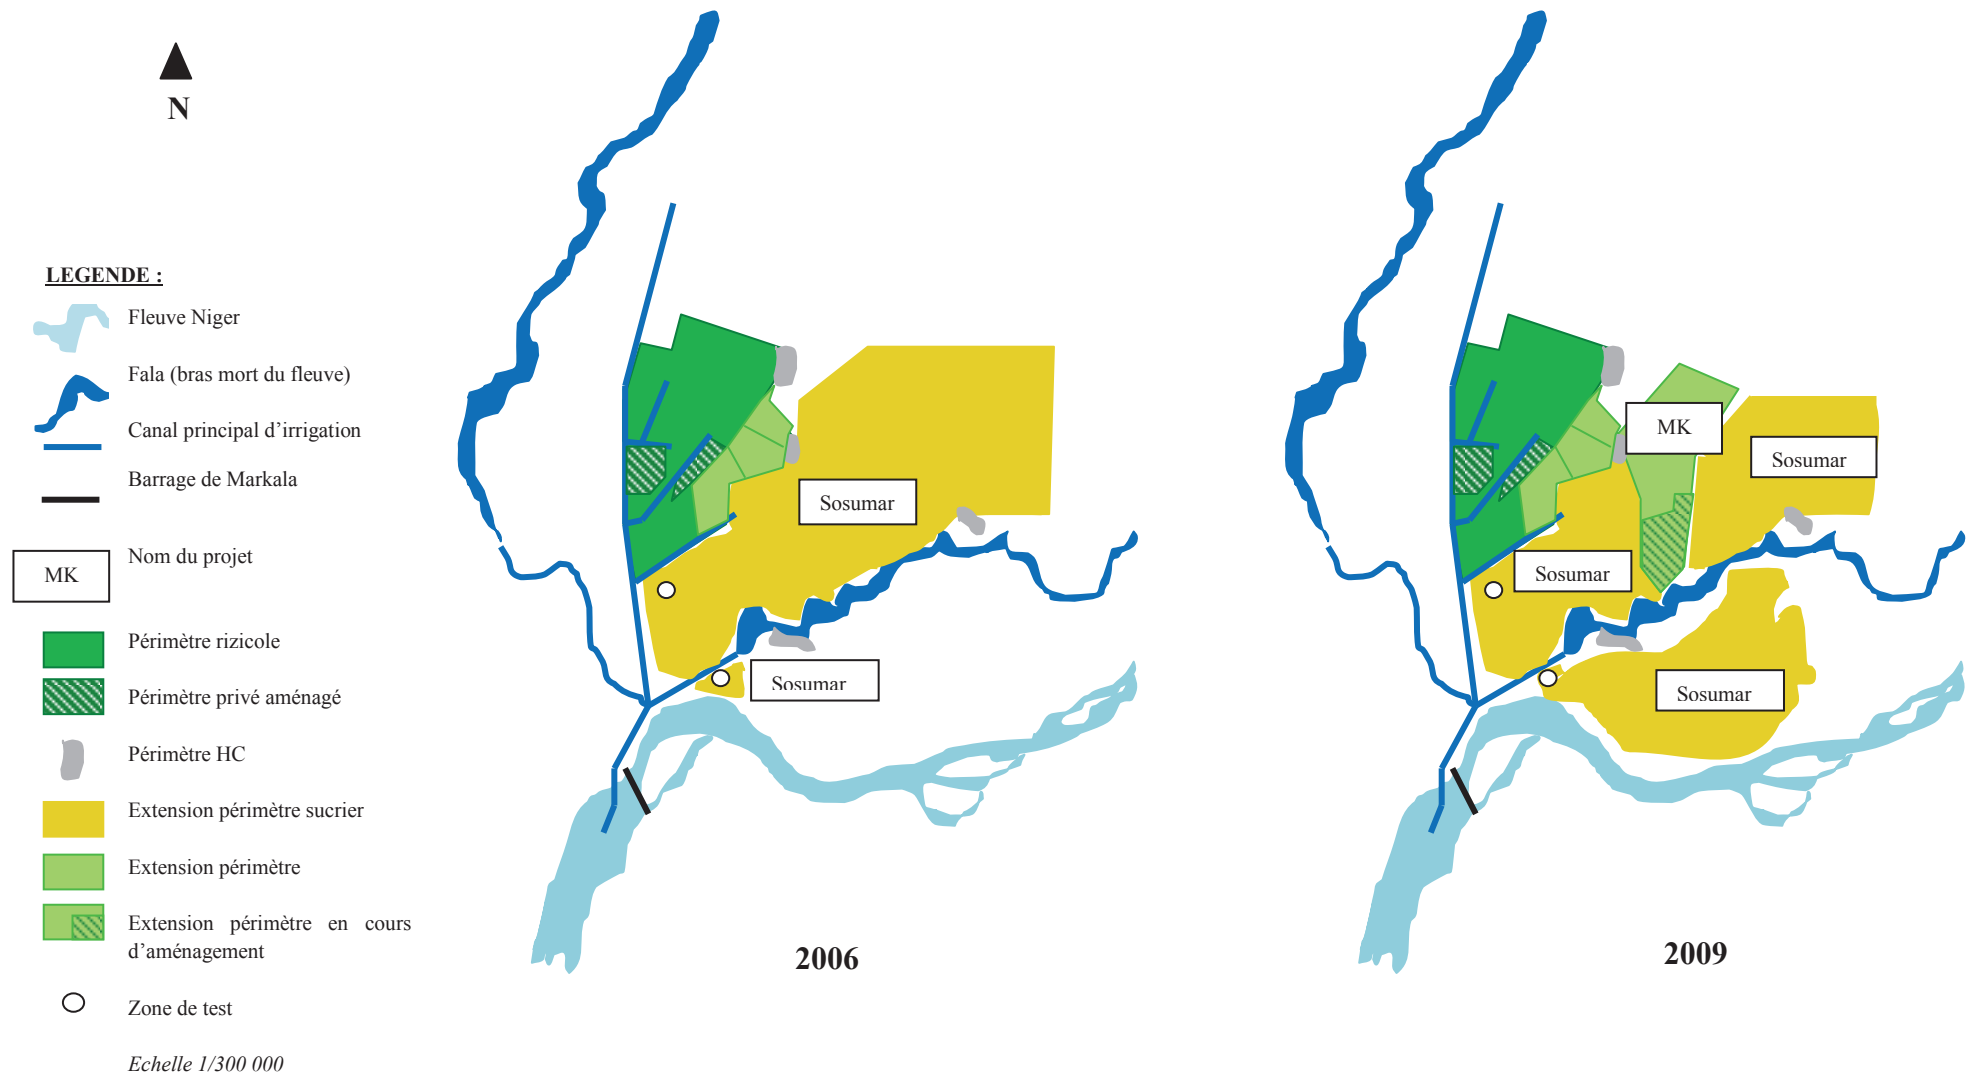 N
LEGENDE :
Fleuve Niger
Fala (bras mort du fleuve)
Canal principal d’irrigation
Barrage de Markala
MK
Nom du projet
Périmètre rizicole
Périmètre privé aménagé
Périmètre HC
Extension périmètre sucrier
Extension périmètre
Extension périmètre en cours
d’aménagement
Zone de test
Echelle 1/300 000
Sosumar
Sosumar
2006
MK
Sosumar
Sosumar
Sosumar
2009